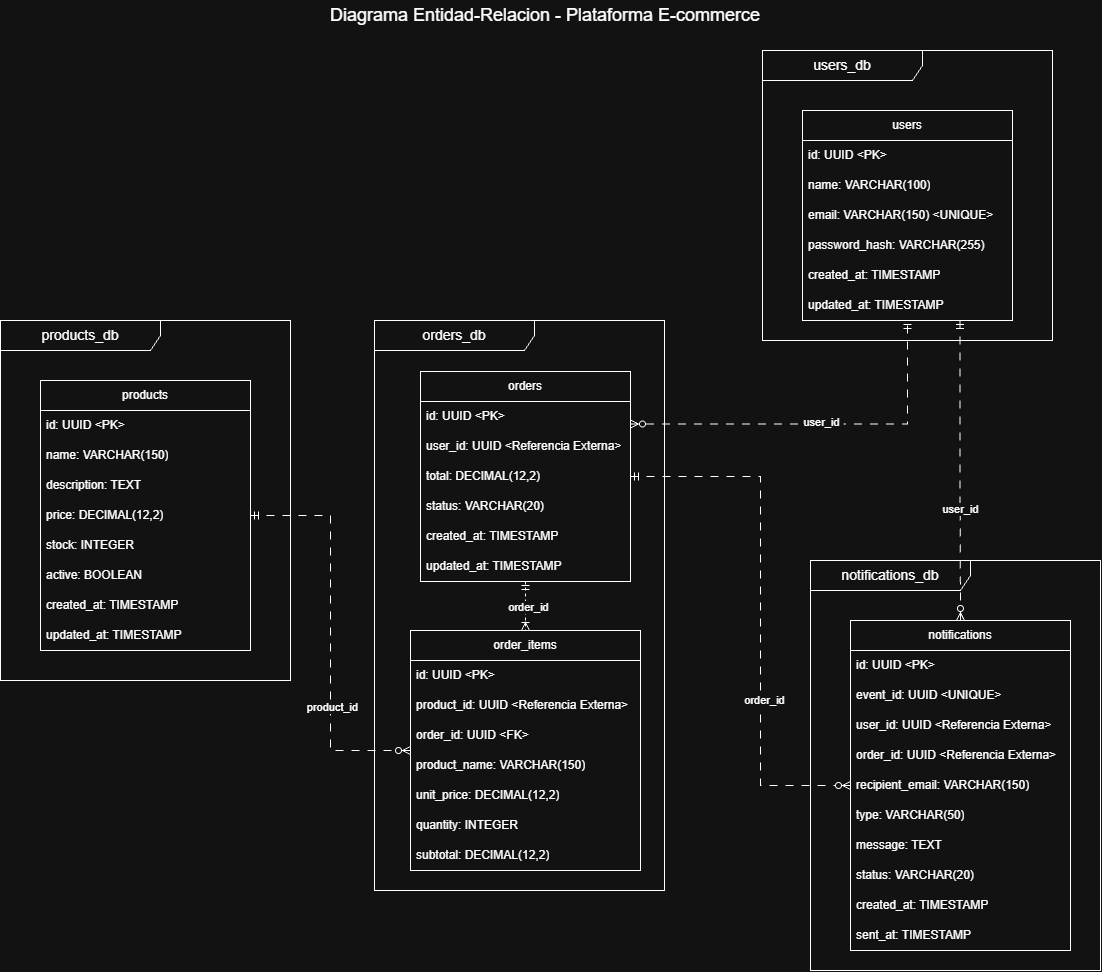 Diagrama Entidad-Relacion - Plataforma E-commerce
users_db
users
id: UUID <PK>
name: VARCHAR(100)
email: VARCHAR(150) <UNIQUE>
password_hash: VARCHAR(255)
created_at: TIMESTAMP
updated_at: TIMESTAMP
products_db
products
id: UUID <PK>
name: VARCHAR(150)
description: TEXT
price: DECIMAL(12,2)
stock: INTEGER
active: BOOLEAN
created_at: TIMESTAMP
updated_at: TIMESTAMP
product_id
orders_db
orders
id: UUID <PK>
user_id: UUID <Referencia Externa>
total: DECIMAL(12,2)
status: VARCHAR(20)
created_at: TIMESTAMP
updated_at: TIMESTAMP
order_id
order_items
id: UUID <PK>
product_id: UUID <Referencia Externa>
order_id: UUID <FK>
product_name: VARCHAR(150)
unit_price: DECIMAL(12,2)
quantity: INTEGER
subtotal: DECIMAL(12,2)
user_id
user_id
order_id
notifications_db
notifications
id: UUID <PK>
event_id: UUID <UNIQUE>
user_id: UUID <Referencia Externa>
order_id: UUID <Referencia Externa>
recipient_email: VARCHAR(150)
type: VARCHAR(50)
message: TEXT
status: VARCHAR(20)
created_at: TIMESTAMP
sent_at: TIMESTAMP